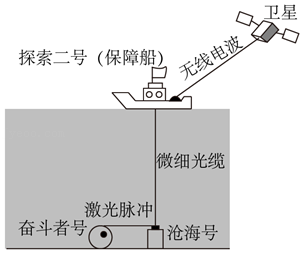 卫星
探索二号（保障船）
无线电波
微细光缆
激光脉冲
奋斗者号
沧海号